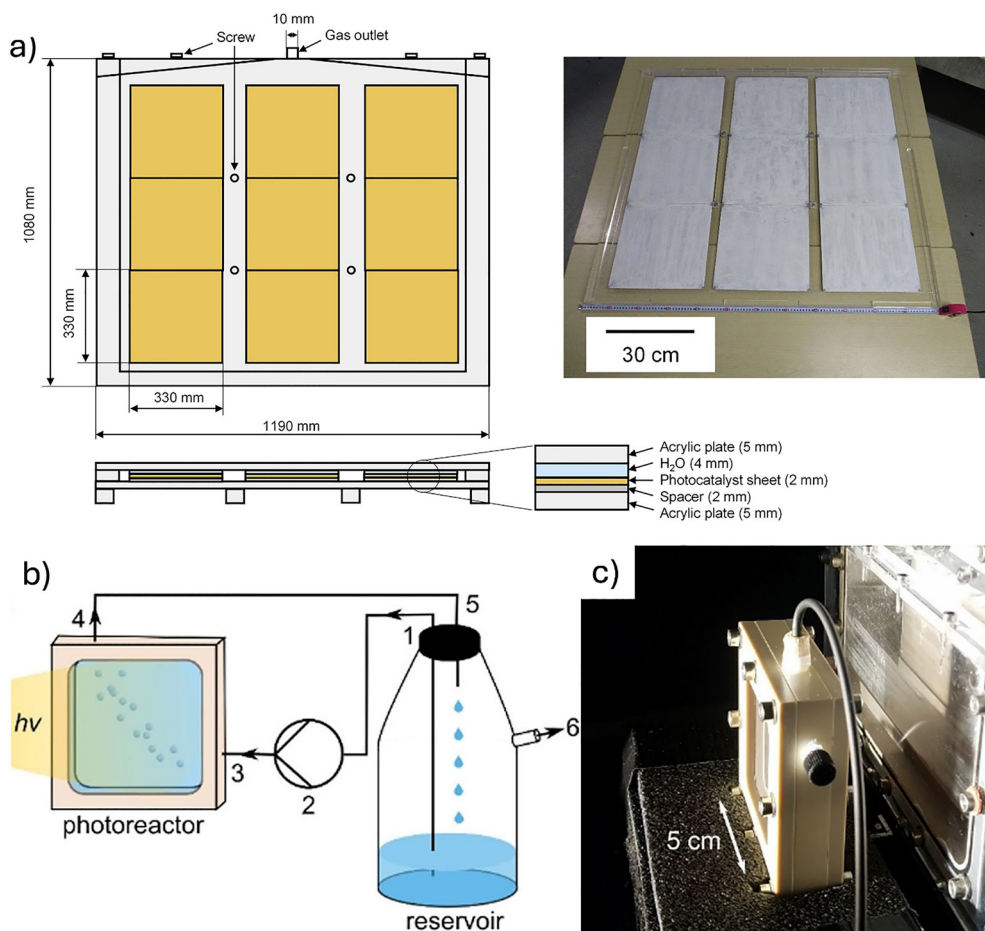 a)
10 mm
Screw
Gas outlet
1080 mm
330 mm
330 mm
1190 mm
30 cm
Acrylic plate (5 mm)
H₂O (4 mm)
Photocatalyst sheet (2 mm)
Spacer (2 mm)
Acrylic plate (5 mm)
b)
4
5
1
hv
3
2
6
photoreactor
reservoir
c)
5 cm